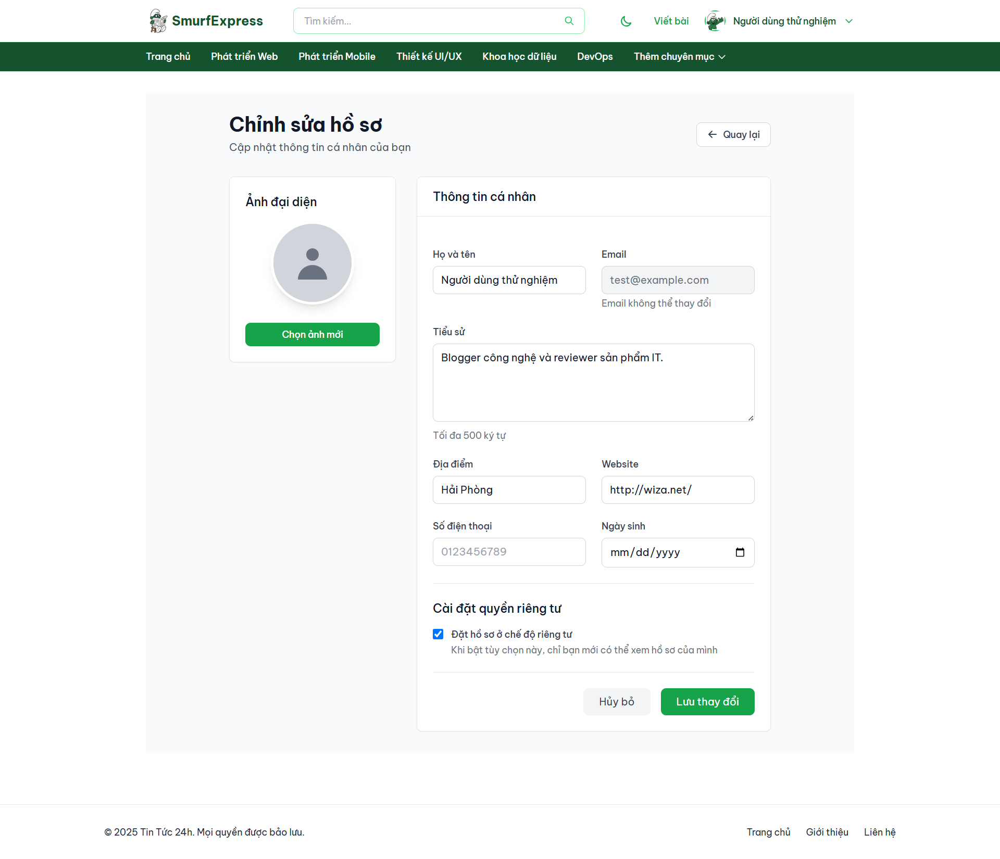 SmurfExpress
Tìm kiếm...
Viết bài
Người dùng thử nghiệm
Trang chủ
Phát triển Web
Phát triển Mobile
Thiết kế UI/UX
Khoa học dữ liệu
DevOps
Thêm chuyên mục
Chỉnh sửa hồ sơ
Cập nhật thông tin cá nhân của bạn
Quay lại
Ảnh đại diện
Chọn ảnh mới
Thông tin cá nhân
Họ và tên
Người dùng thử nghiệm
Email
test@example.com
Email không thể thay đổi
Tiểu sử
Blogger công nghệ và reviewer sản phẩm IT.
Tối đa 500 ký tự
Địa điểm
Hải Phòng
Website
http://wiza.net/
Số điện thoại
0123456789
Ngày sinh
mm/dd/yyyy
Cài đặt quyền riêng tư
Đặt hồ sơ ở chế độ riêng tư
Khi bật tùy chọn này, chỉ bạn mới có thể xem hồ sơ của mình
Hủy bỏ
Lưu thay đổi
© 2025 Tin Tức 24h. Mọi quyền được bảo lưu.
Trang chủ
Giới thiệu
Liên hệ